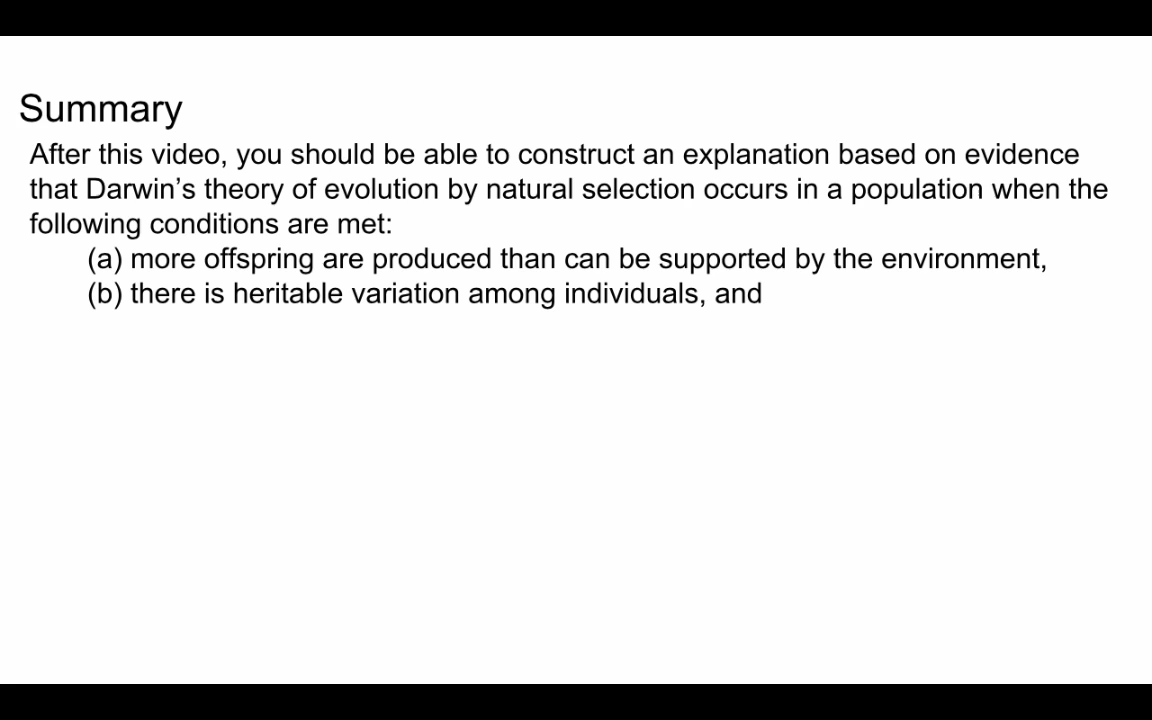 Summary
After this video, you should be able to construct an explanation based on evidence
that Darwin’s theory of evolution by natural selection occurs in a population when the
following conditions are met:
(a) more offspring are produced than can be supported by the environment,
(b) there is heritable variation among individuals, and